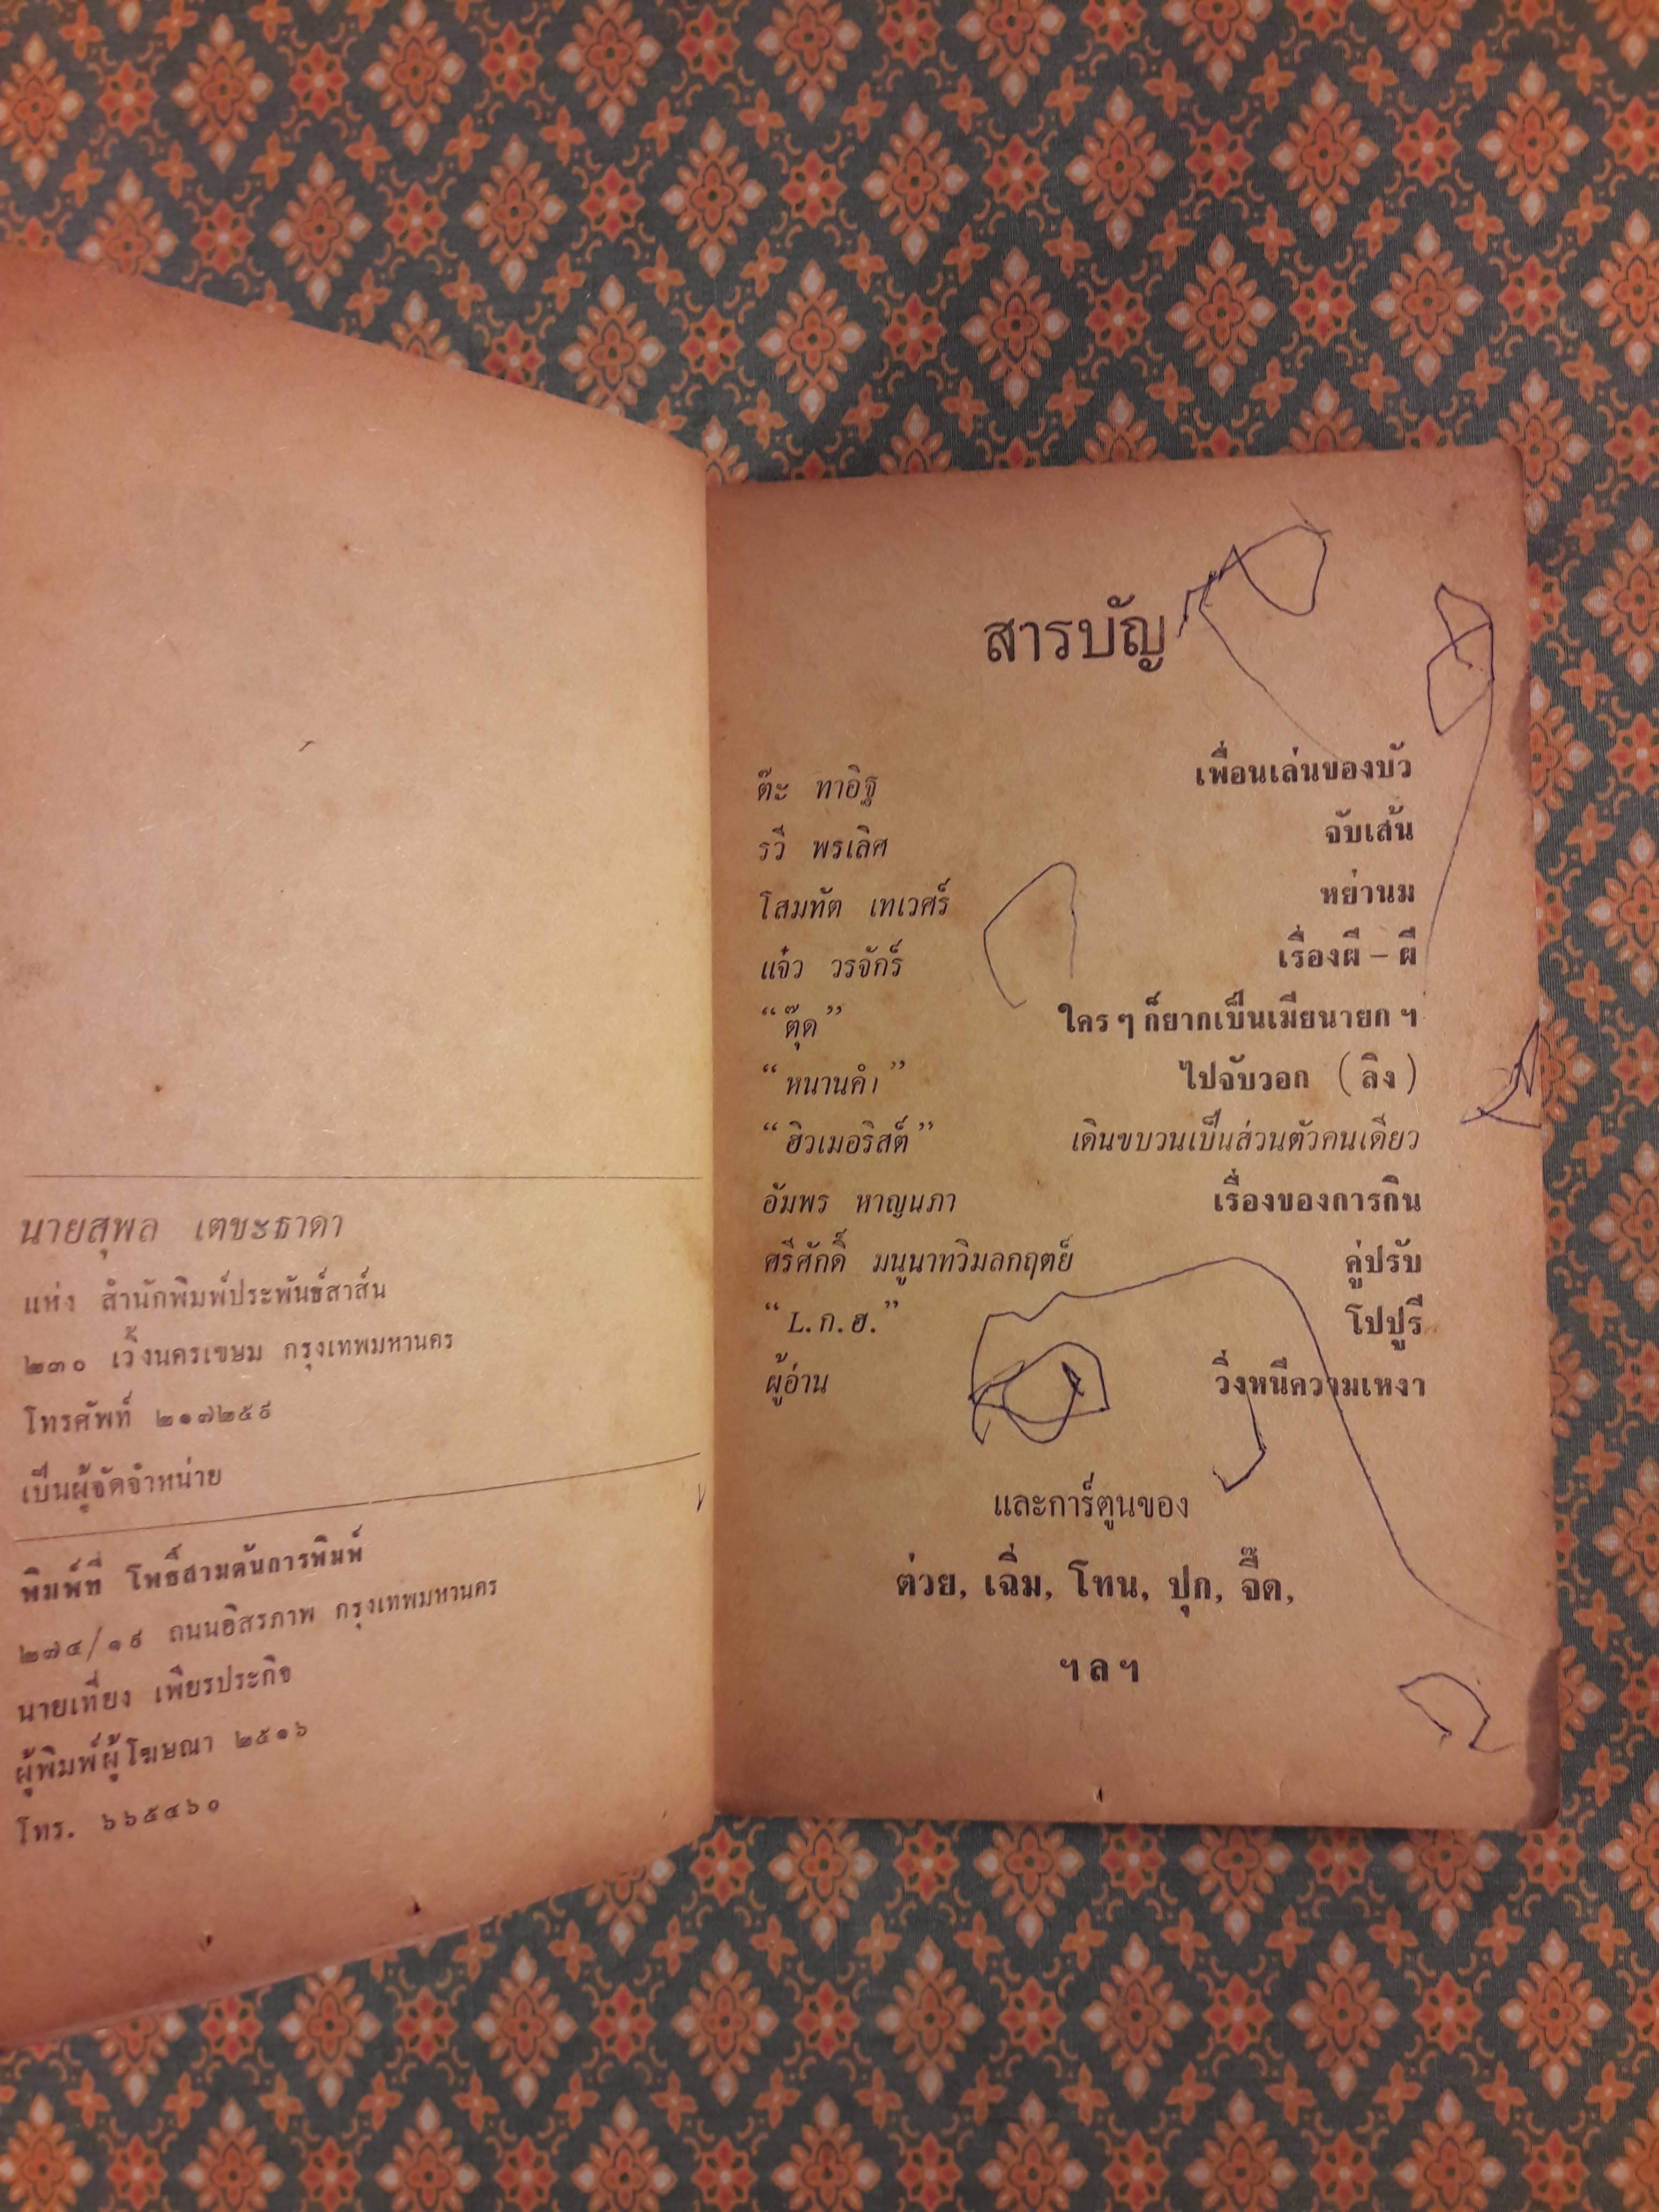 นายสุพล เตชะธาดา
แห่ง สำนักพิมพ์ประพันธ์สาส์น
๒๓๐ เวิ้งนครเขษม กรุงเทพมหานคร
โทรศัพท์ ๒๑๗๒๕๙
เป็นผู้จัดจำหน่าย
พิมพ์ที่ โพธิ์สามต้นการพิมพ์
๒๗๔/๑๙ ถนนอิสรภาพ กรุงเทพมหานคร
นายเที่ยง เพียรประกิจ
ผู้พิมพ์ผู้โฆษณา ๒๕๑๖
โทร. ๖๖๕๔๖๐
สารบัญ
ต๊ะ ทาอิฐ เพื่อนเล่นของบัว
รวี พรเลิศ จับเส้น
โสมทัต เทเวศร์ หย่านม
แจ๋ว วรจักร์ เรื่องผี – ผี
“ตุ๊ด” ใคร ๆ ก็ยากเป็นเมียนายก ฯ
“หนานคำ” ไปจับวอก (ลิง)
“ฮิวเมอริสต์” เดินขบวนเป็นส่วนตัวคนเดียว
อัมพร หาญนภา เรื่องของการกิน
ศรีศักดิ์ มนูนาทวิมลกฤตย์ คู่ปรับ
“L.ก.ฮ.” โปปูรี
ผู้อ่าน วิ่งหนีความเหงา
และการ์ตูนของ
ต่วย, เฉิ่ม, โทน, ปุก, จี๊ด,
ฯ ล ฯ